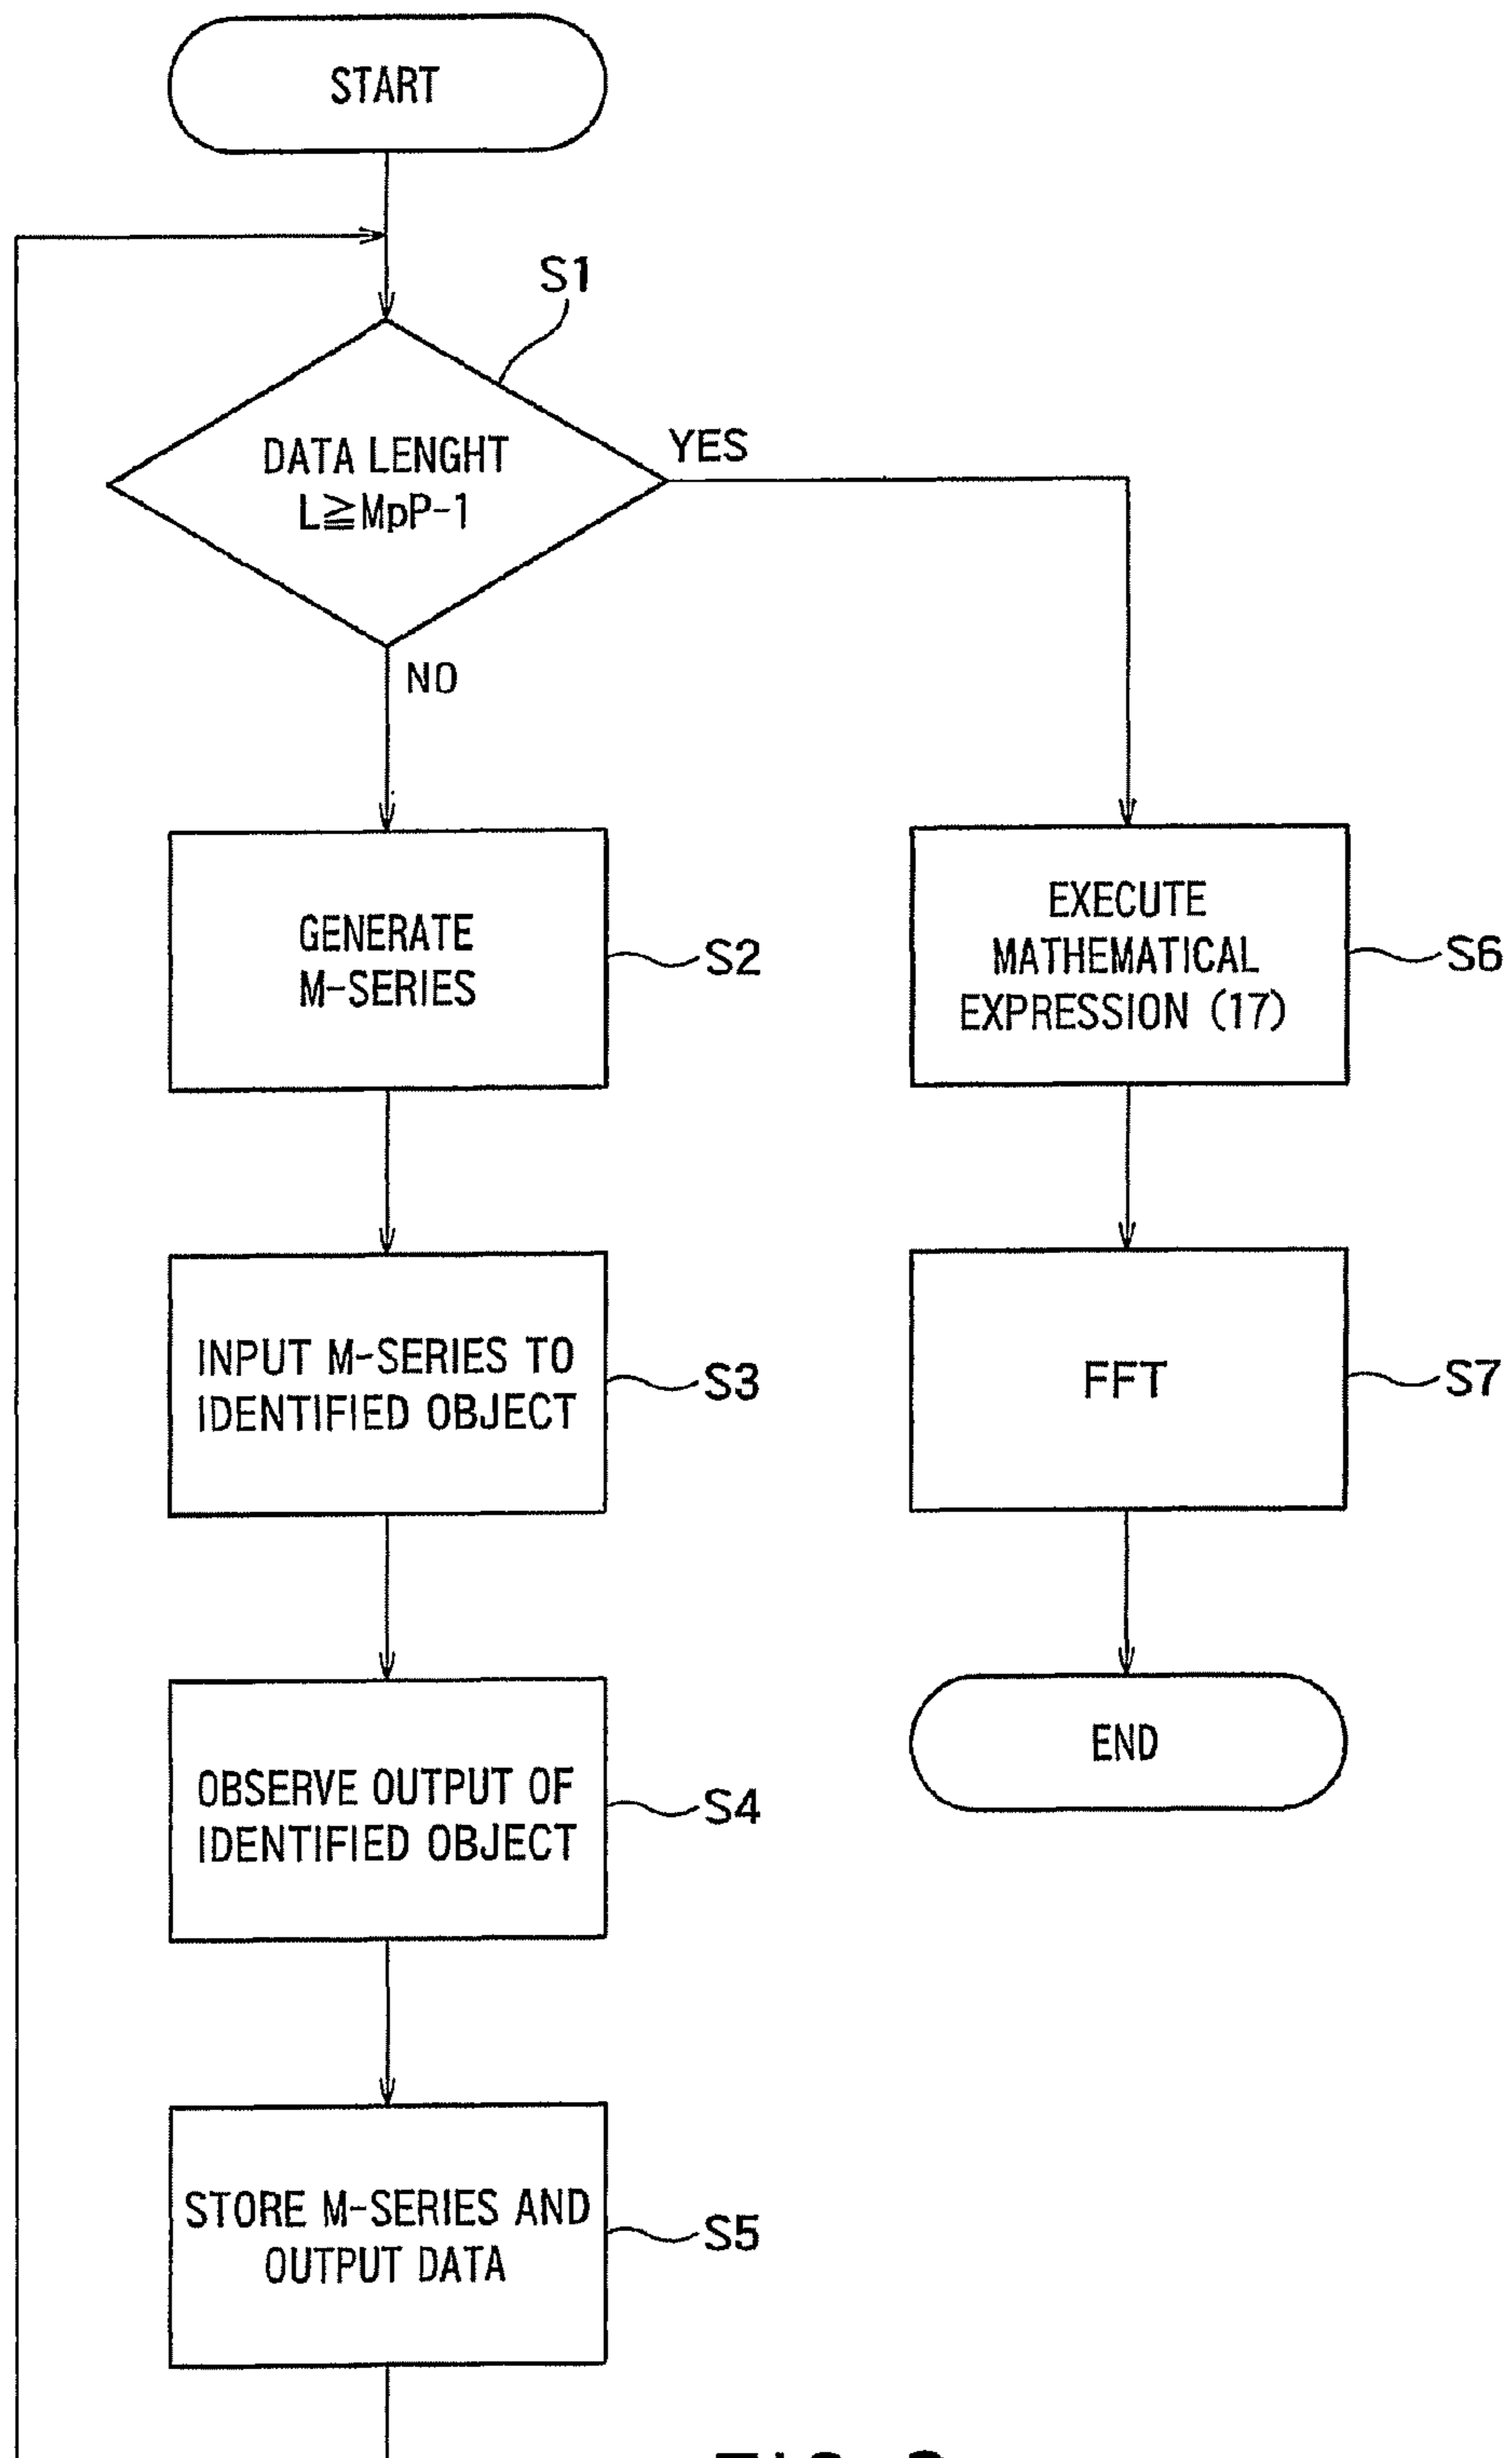 START
S1
DATA LENGHT
L≧MpP-1
YES
NO
GENERATE
M-SERIES
S2
EXECUTE
MATHEMATICAL
EXPRESSION (17)
S6
INPUT M-SERIES TO
IDENTIFIED OBJECT
S3
FFT
S7
OBSERVE OUTPUT OF
IDENTIFIED OBJECT
S4
END
STORE M-SERIES AND
OUTPUT DATA
S5